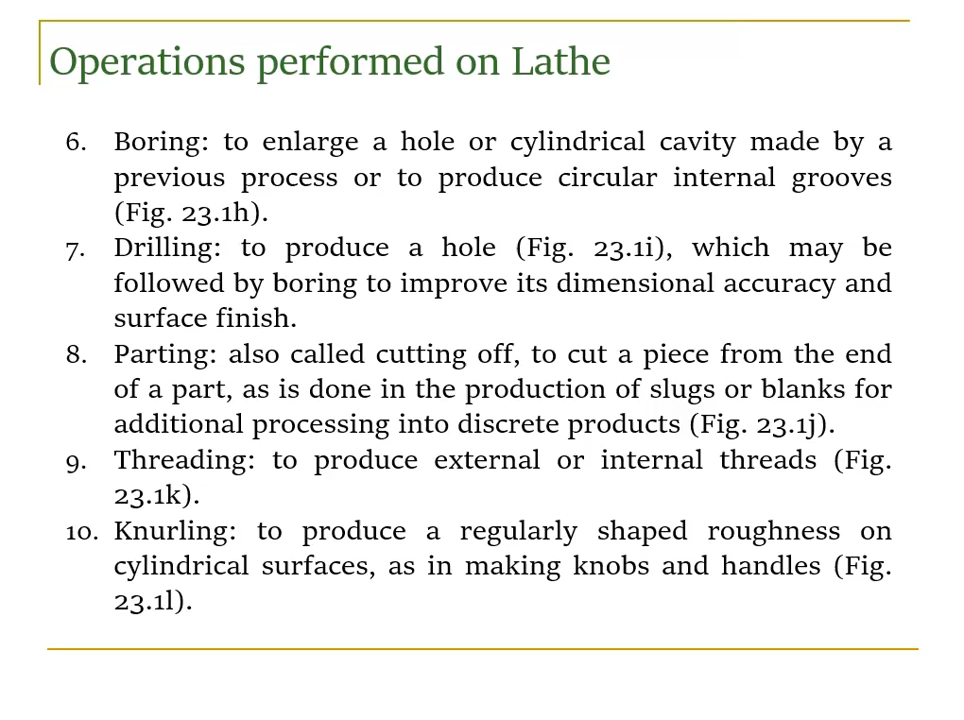 Operations performed on Lathe
6. Boring: to enlarge a hole or cylindrical cavity made by a
previous process or to produce circular internal grooves
(Fig. 23.1h).
7. Drilling: to produce a hole (Fig. 23.1i), which may be
followed by boring to improve its dimensional accuracy and
surface finish.
8. Parting: also called cutting off, to cut a piece from the end
of a part, as is done in the production of slugs or blanks for
additional processing into discrete products (Fig. 23.1j).
9. Threading: to produce external or internal threads (Fig.
23.1k).
10. Knurling: to produce a regularly shaped roughness on
cylindrical surfaces, as in making knobs and handles (Fig.
23.1l).